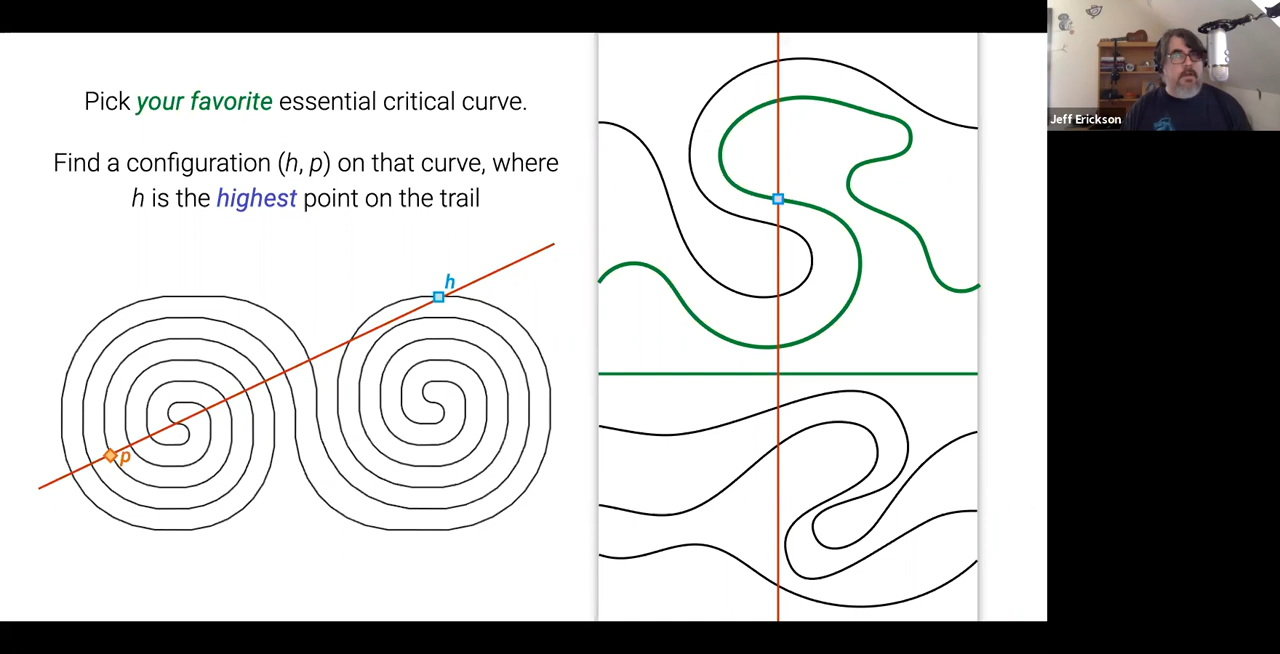 Pick your favorite essential critical curve.
Find a configuration (h, p) on that curve, where
h is the highest point on the trail
h
p
Jeff Erickson